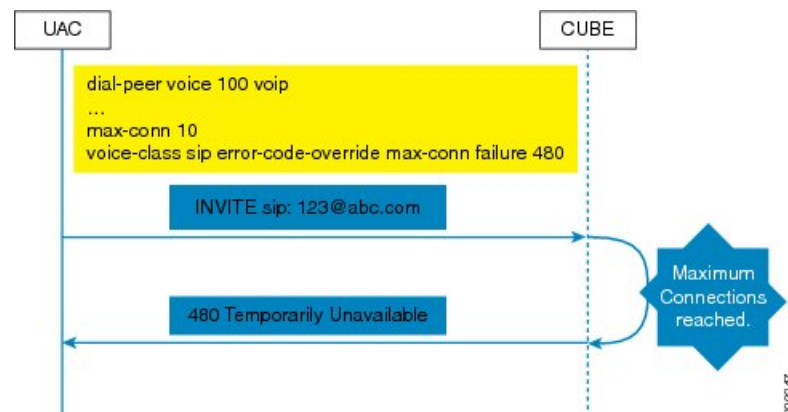 UAC
CUBE
dial-peer voice 100 voip
...
max-conn 10
voice-class sip error-code-override max-conn failure 480
INVITE sip: 123@abc.com
Maximum
Connections
reached.
480 Temporarily Unavailable